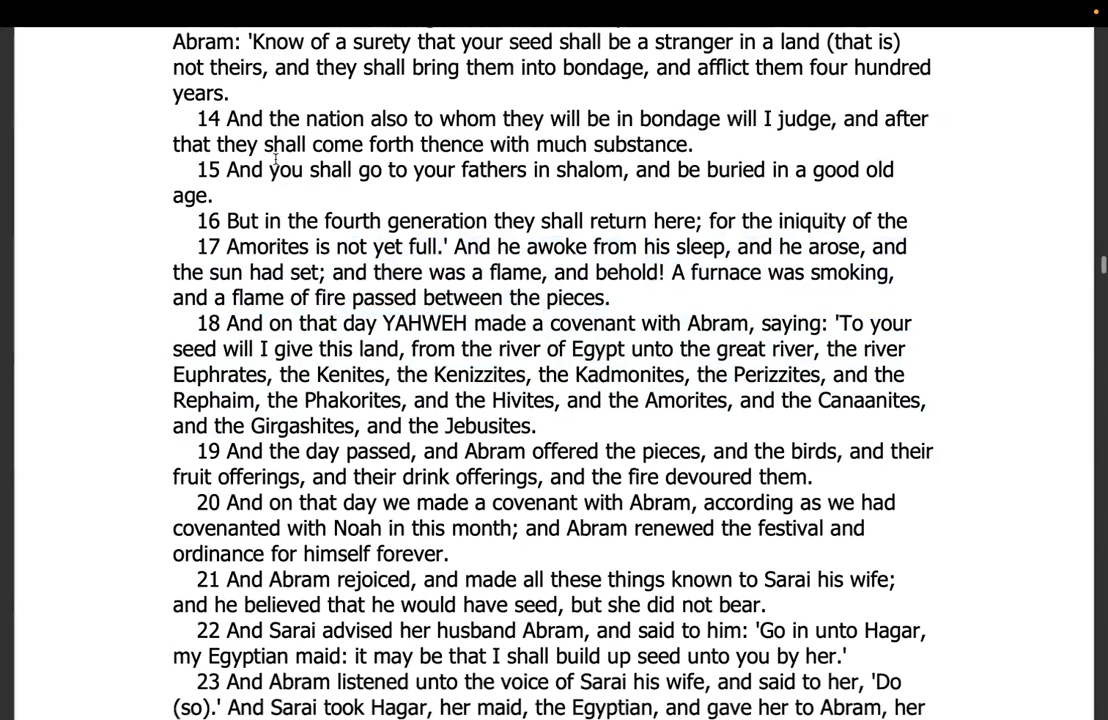 Abram: 'Know of a surety that your seed shall be a stranger in a land (that is)
not theirs, and they shall bring them into bondage, and afflict them four hundred
years.
14 And the nation also to whom they will be in bondage will I judge, and after
that they shall come forth thence with much substance.
15 And you shall go to your fathers in shalom, and be buried in a good old
age.
16 But in the fourth generation they shall return here; for the iniquity of the
17 Amorites is not yet full.' And he awoke from his sleep, and he arose, and
the sun had set; and there was a flame, and behold! A furnace was smoking,
and a flame of fire passed between the pieces.
18 And on that day YAHWEH made a covenant with Abram, saying: 'To your
seed will I give this land, from the river of Egypt unto the great river, the river
Euphrates, the Kenites, the Kenizzites, the Kadmonites, the Perizzites, and the
Rephaim, the Phakorites, and the Hivites, and the Amorites, and the Canaanites,
and the Girgashites, and the Jebusites.
19 And the day passed, and Abram offered the pieces, and the birds, and their
fruit offerings, and their drink offerings, and the fire devoured them.
20 And on that day we made a covenant with Abram, according as we had
covenanted with Noah in this month; and Abram renewed the festival and
ordinance for himself forever.
21 And Abram rejoiced, and made all these things known to Sarai his wife;
and he believed that he would have seed, but she did not bear.
22 And Sarai advised her husband Abram, and said to him: 'Go in unto Hagar,
my Egyptian maid: it may be that I shall build up seed unto you by her.'
23 And Abram listened unto the voice of Sarai his wife, and said to her, 'Do
(so).' And Sarai took Hagar, her maid, the Egyptian, and gave her to Abram, her